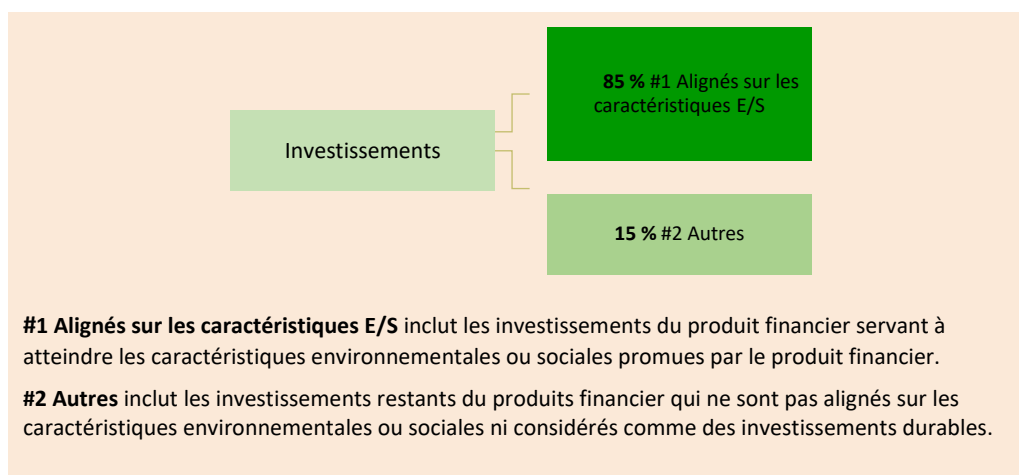 85 % #1 Alignés sur les
caractéristiques E/S
Investissements
15 % #2 Autres
#1 Alignés sur les caractéristiques E/S inclut les investissements du produit financier servant à
atteindre les caractéristiques environnementales ou sociales promues par le produit financier.
#2 Autres inclut les investissements restants du produits financier qui ne sont pas alignés sur les
caractéristiques environnementales ou sociales ni considérés comme des investissements durables.